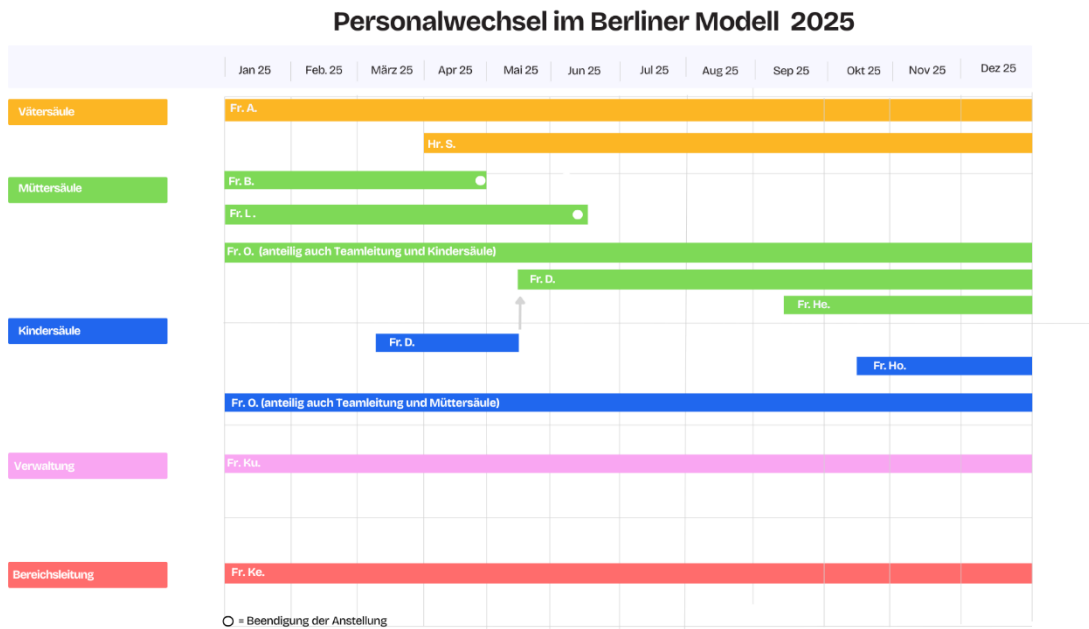 Personalwechsel im Berliner Modell 2025
Jan 25 Feb. 25 März 25 Apr 25 Mai 25 Jun 25 Jul 25 Aug 25 Sep 25 Okt 25 Nov 25 Dez 25
Vätersäule
Fr. A.
Hr. S.
Müttersäule
Fr. B.
Fr. L .
Fr. O. (anteilig auch Teamleitung und Kindersäule)
Fr. D.
Fr. He.
Kindersäule
Fr. D.
Fr. Ho.
Fr. O. (anteilig auch Teamleitung und Müttersäule)
Verwaltung
Fr. Ku.
Bereichsleitung
Fr. Ke.
= Beendigung der Anstellung